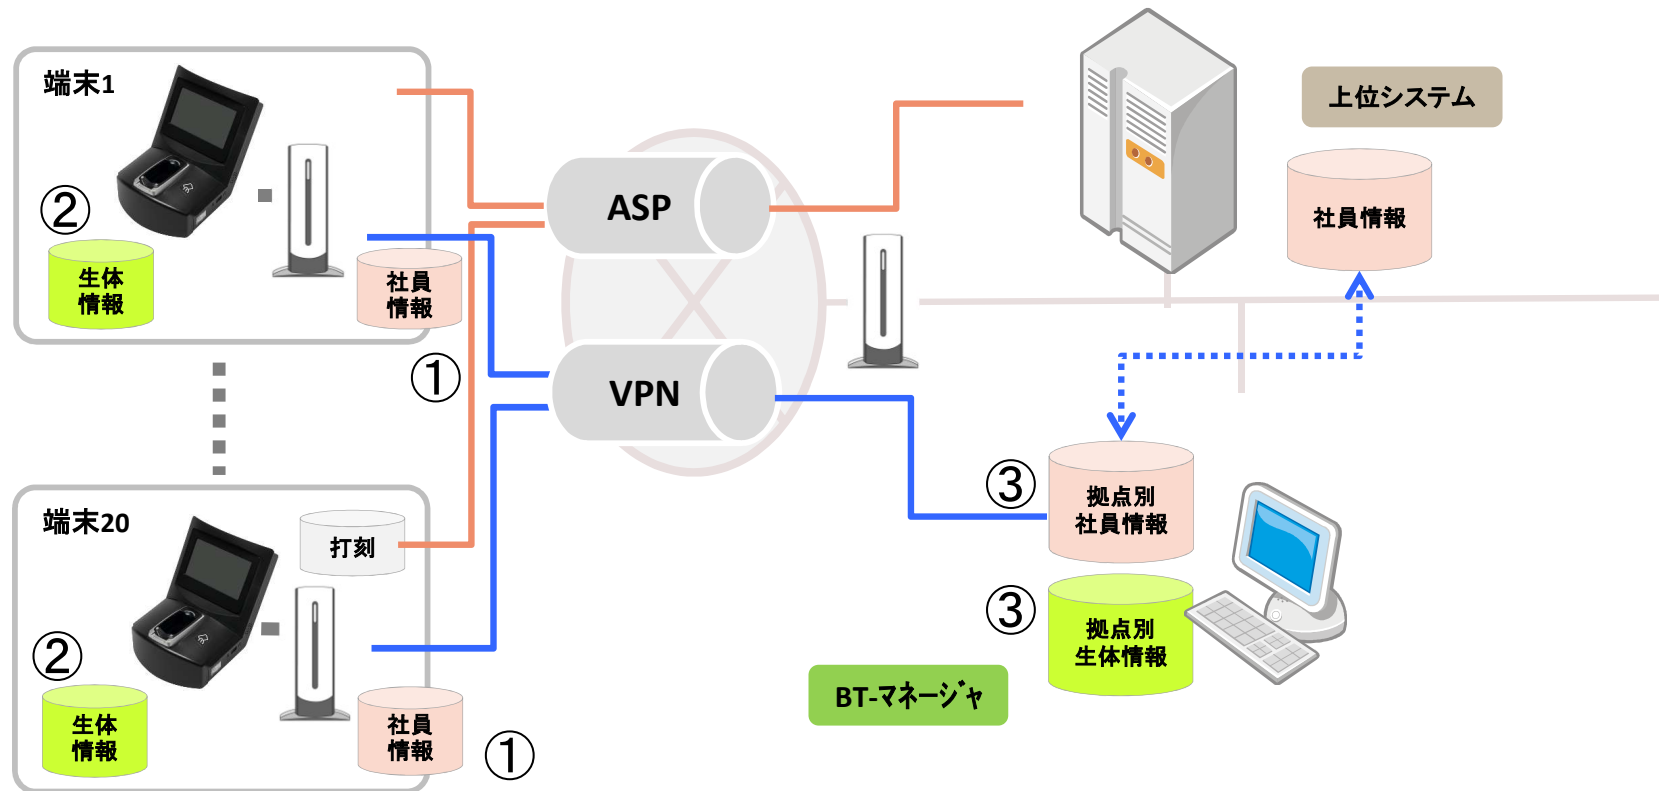 端末1
②
生体
情報
社員
情報
①
ASP
VPN
上位システム
社員情報
端末20
打刻
②
生体
情報
社員
情報
①
③
拠点別
社員情報
③
拠点別
生体情報
BT-マネージャ